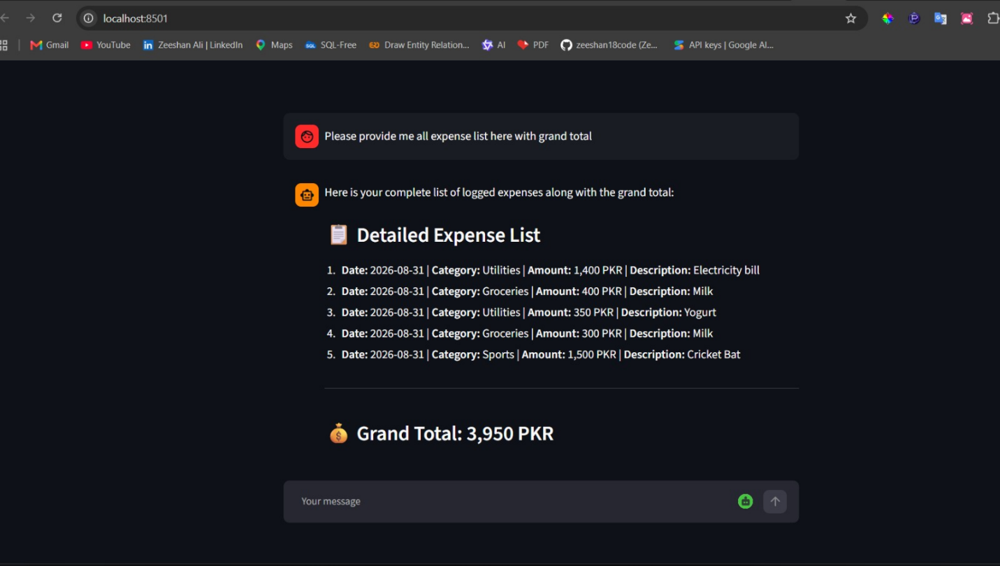 localhost:8501
Gmail YouTube Zeeshan Ali | LinkedIn Maps SQL-Free Draw Entity Relation... AI PDF zeeshan18code (Ze... API keys | Google AI...
Please provide me all expense list here with grand total
Here is your complete list of logged expenses along with the grand total:
Detailed Expense List
1. Date: 2026-08-31 | Category: Utilities | Amount: 1,400 PKR | Description: Electricity bill
2. Date: 2026-08-31 | Category: Groceries | Amount: 400 PKR | Description: Milk
3. Date: 2026-08-31 | Category: Utilities | Amount: 350 PKR | Description: Yogurt
4. Date: 2026-08-31 | Category: Groceries | Amount: 300 PKR | Description: Milk
5. Date: 2026-08-31 | Category: Sports | Amount: 1,500 PKR | Description: Cricket Bat
Grand Total: 3,950 PKR
Your message